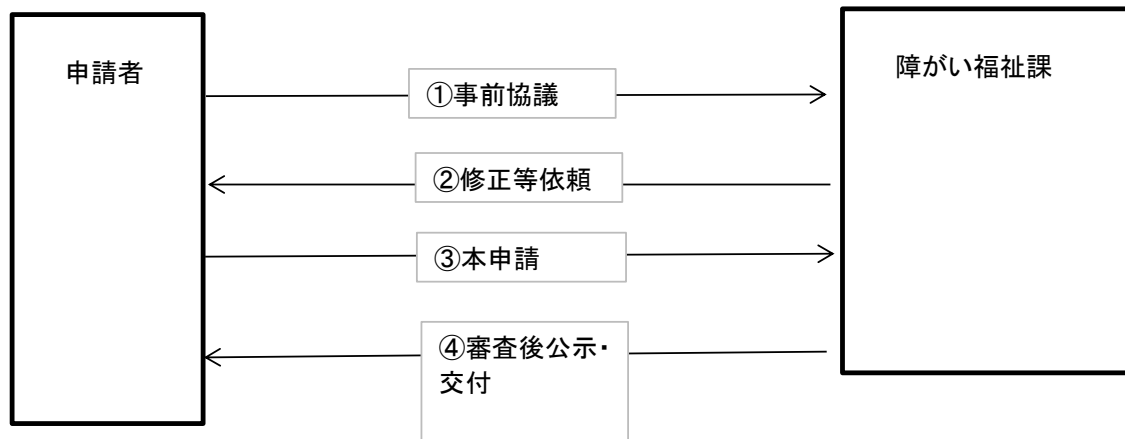 申請者
障がい福祉課
①事前協議
②修正等依頼
③本申請
④審査後公示・
交付